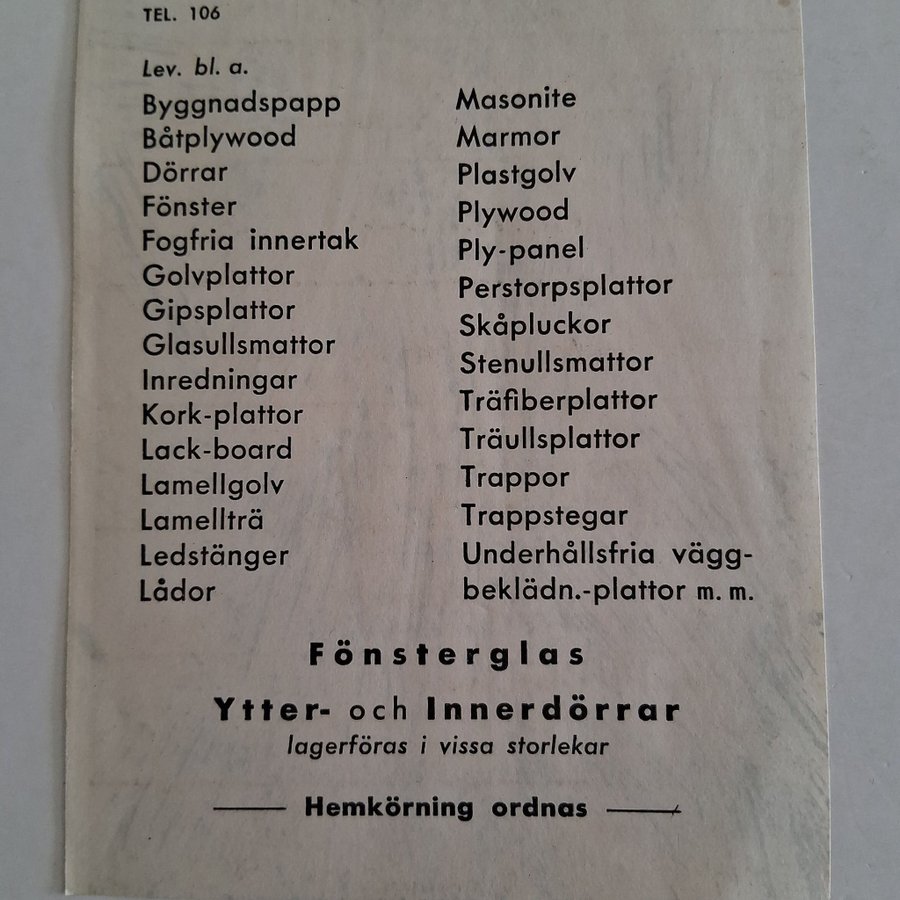 TEL. 106
Lev. bl. a.
Byggnadspapp
Båtplywood
Dörrar
Fönster
Fogfria innertak
Golvplattor
Gipsplattor
Glasullsmattor
Inredningar
Kork-plattor
Lack-board
Lamellgolv
Lamellträ
Ledstänger
Lådor
Masonite
Marmor
Plastgolv
Plywood
Ply-panel
Perstorpsplattor
Skåpluckor
Stenullsmattor
Träfiberplattor
Träullsplattor
Trappor
Trappstegar
Underhållsfria vägg-
beklädn.-plattor m. m.
Fönsterglas
Ytter- och Innerdörrar
lagerföras i vissa storlekar
Hemkörning ordnas